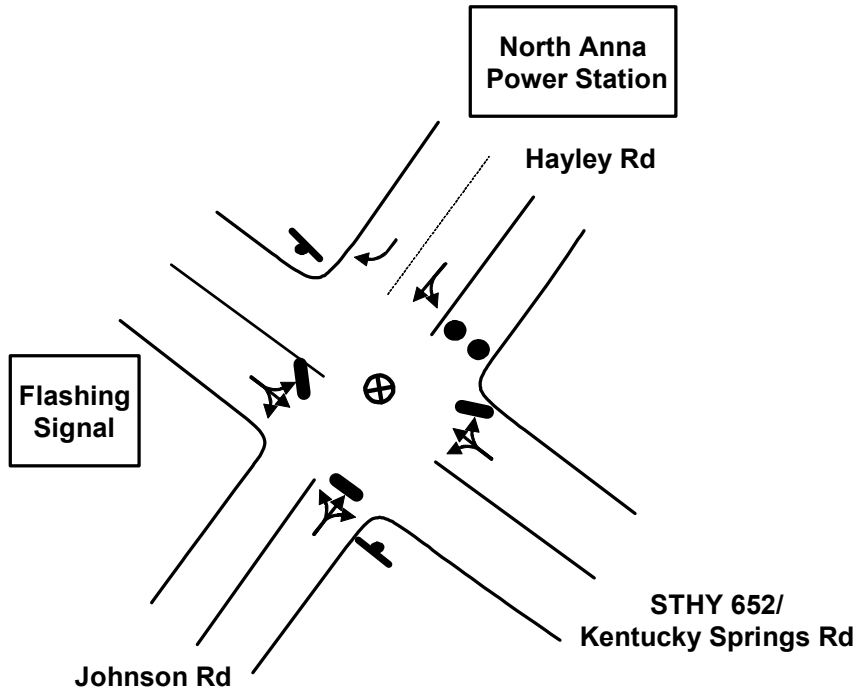 North Anna
Power Station
Hayley Rd
Flashing
Signal
STHY 652/
Kentucky Springs Rd
Johnson Rd